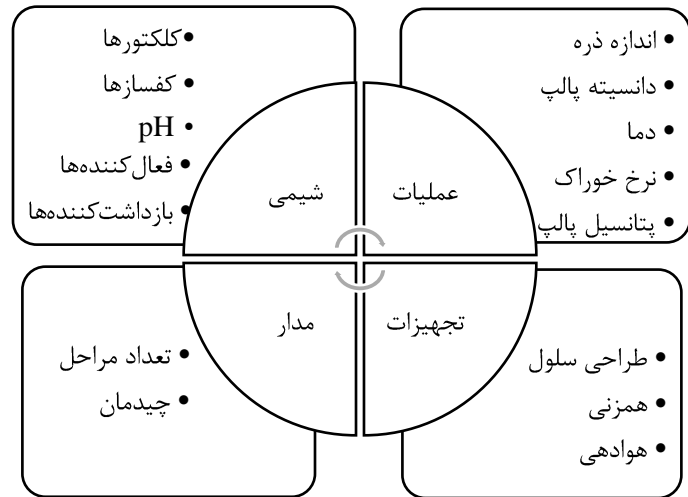 • اندازه ذره
• دانسیته پالپ
• دما
• نرخ خوراک
• پتانسیل پالپ
عملیات
• کلکتورها
• کفسازها
• pH
• فعال‌کننده‌ها
• بازداشت‌کننده‌ها
شیمی
تجهیزات
• طراحی سلول
• همزنی
• هوادهی
مدار
• تعداد مراحل
• چیدمان